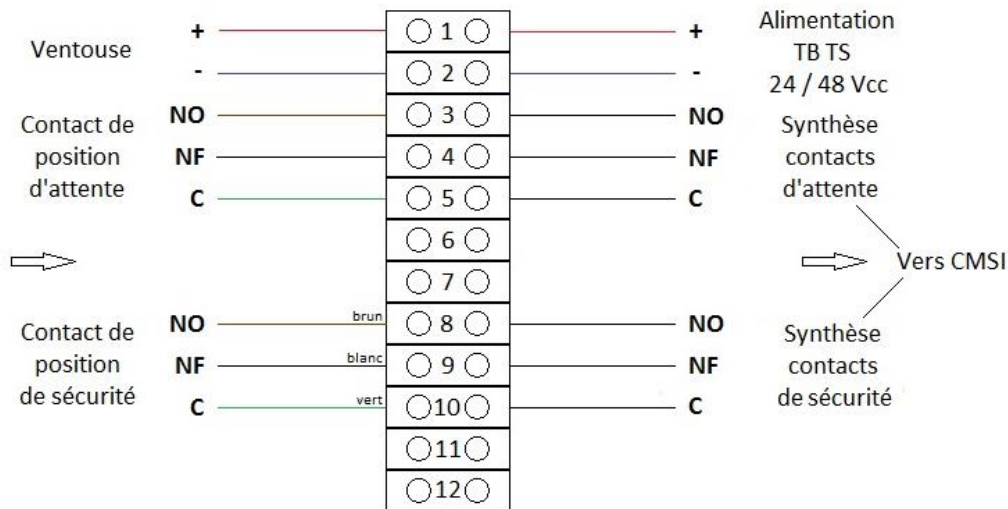 Ventouse
+
-
1
2
+
-
Alimentation
TB TS
24 / 48 Vcc
Contact de
position
d'attente
NO
NF
C
3
4
5
NO
NF
C
Synthèse
contacts
d'attente
6
7
Vers CMSI
Contact de
position
de sécurité
NO
NF
C
brun
blanc
vert
8
9
10
NO
NF
C
Synthèse
contacts
de sécurité
11
12